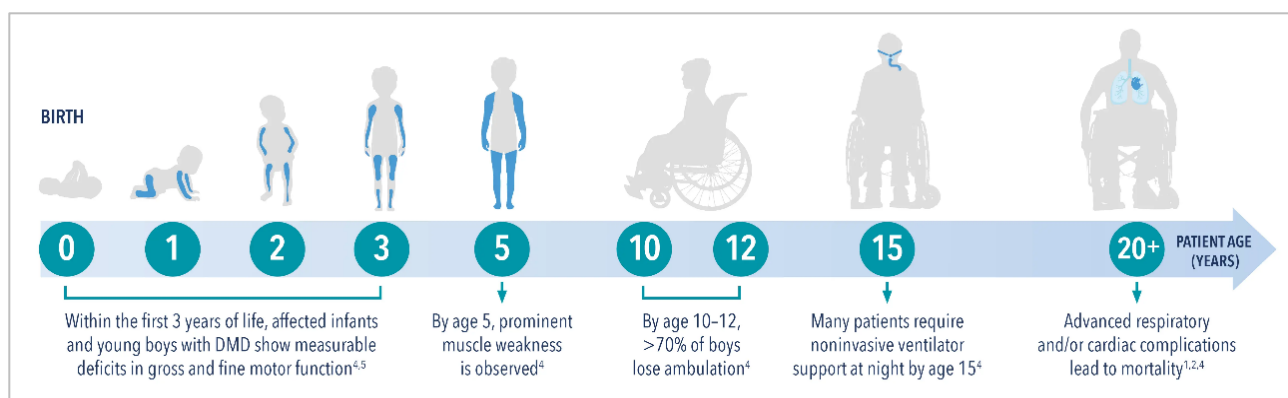 BIRTH
0
1
2
3
5
10
12
15
20+
PATIENT AGE
(YEARS)
Within the first 3 years of life, affected infants
and young boys with DMD show measurable
deficits in gross and fine motor function4,5
By age 5, prominent
muscle weakness
is observed4
By age 10–12,
>70% of boys
lose ambulation4
Many patients require
noninvasive ventilator
support at night by age 154
Advanced respiratory
and/or cardiac complications
lead to mortality1,2,4